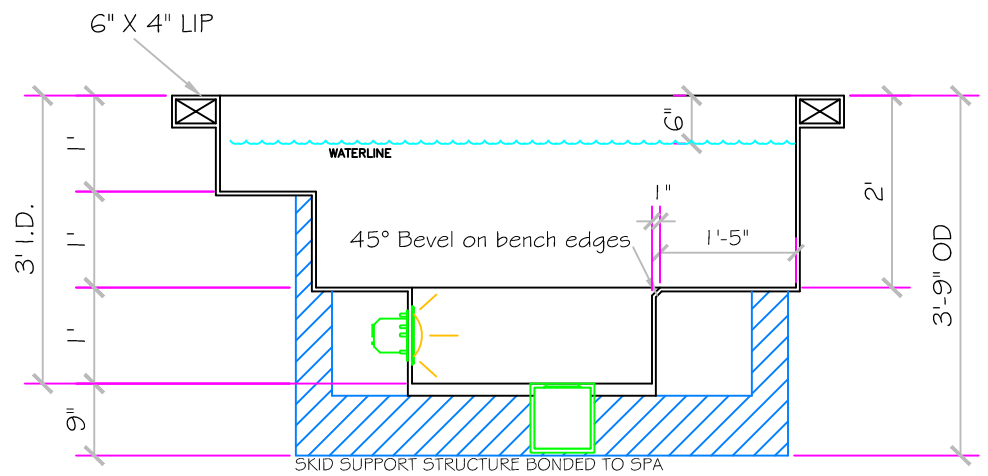 6" X 4" LIP
6"
WATERLINE
1'
2'
1"
3' I.D.
1'
45° Bevel on bench edges
1'-5"
3'-9" OD
1'
9"
SKID SUPPORT STRUCTURE BONDED TO SPA